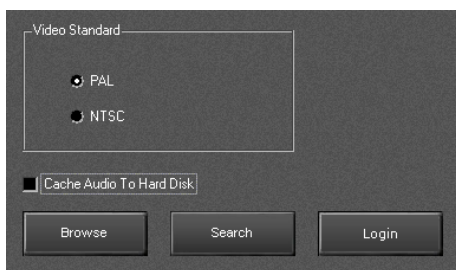 Video Standard
PAL
NTSC
Cache Audio To Hard Disk
Browse
Search
Login